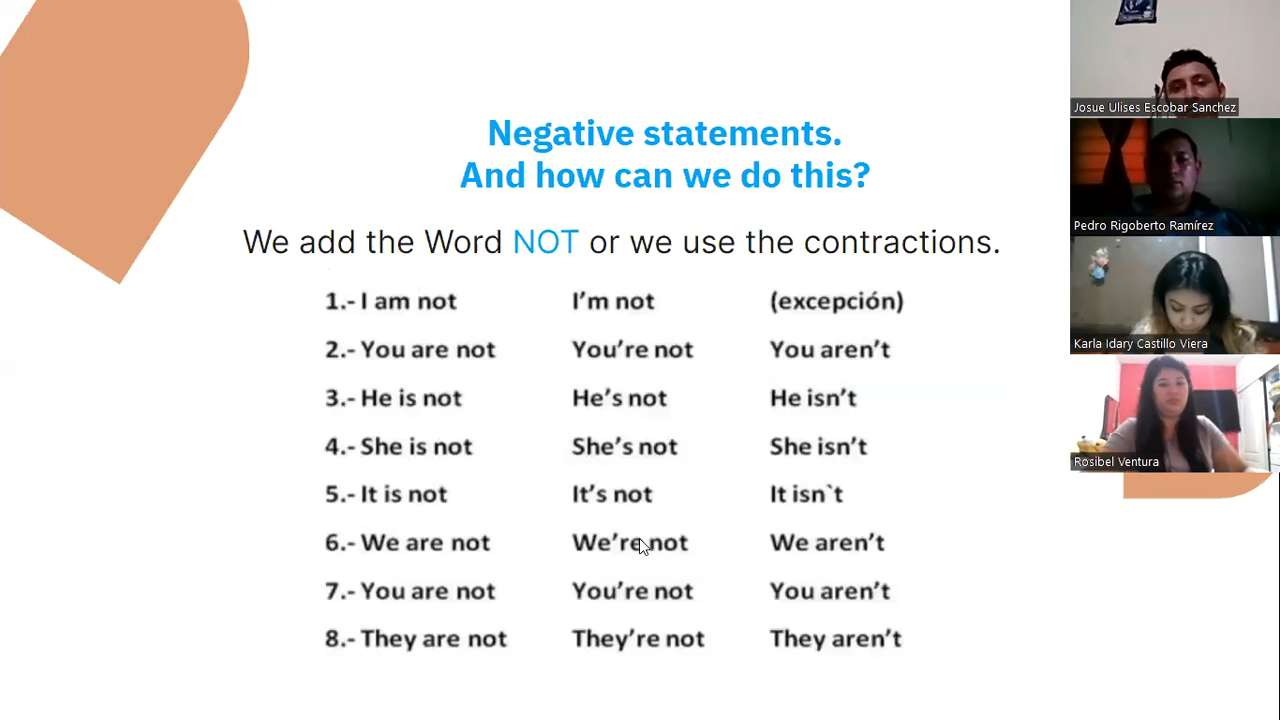 Negative statements.
And how can we do this?
We add the Word NOT or we use the contractions.
1.- I am not I'm not (excepción)
2.- You are not You're not You aren't
3.- He is not He's not He isn't
4.- She is not She's not She isn't
5.- It is not It's not It isn`t
6.- We are not We're not We aren't
7.- You are not You're not You aren't
8.- They are not They're not They aren't
Josue Ulises Escobar Sanchez
Pedro Rigoberto Ramírez
Karla Idary Castillo Viera
Rosibel Ventura